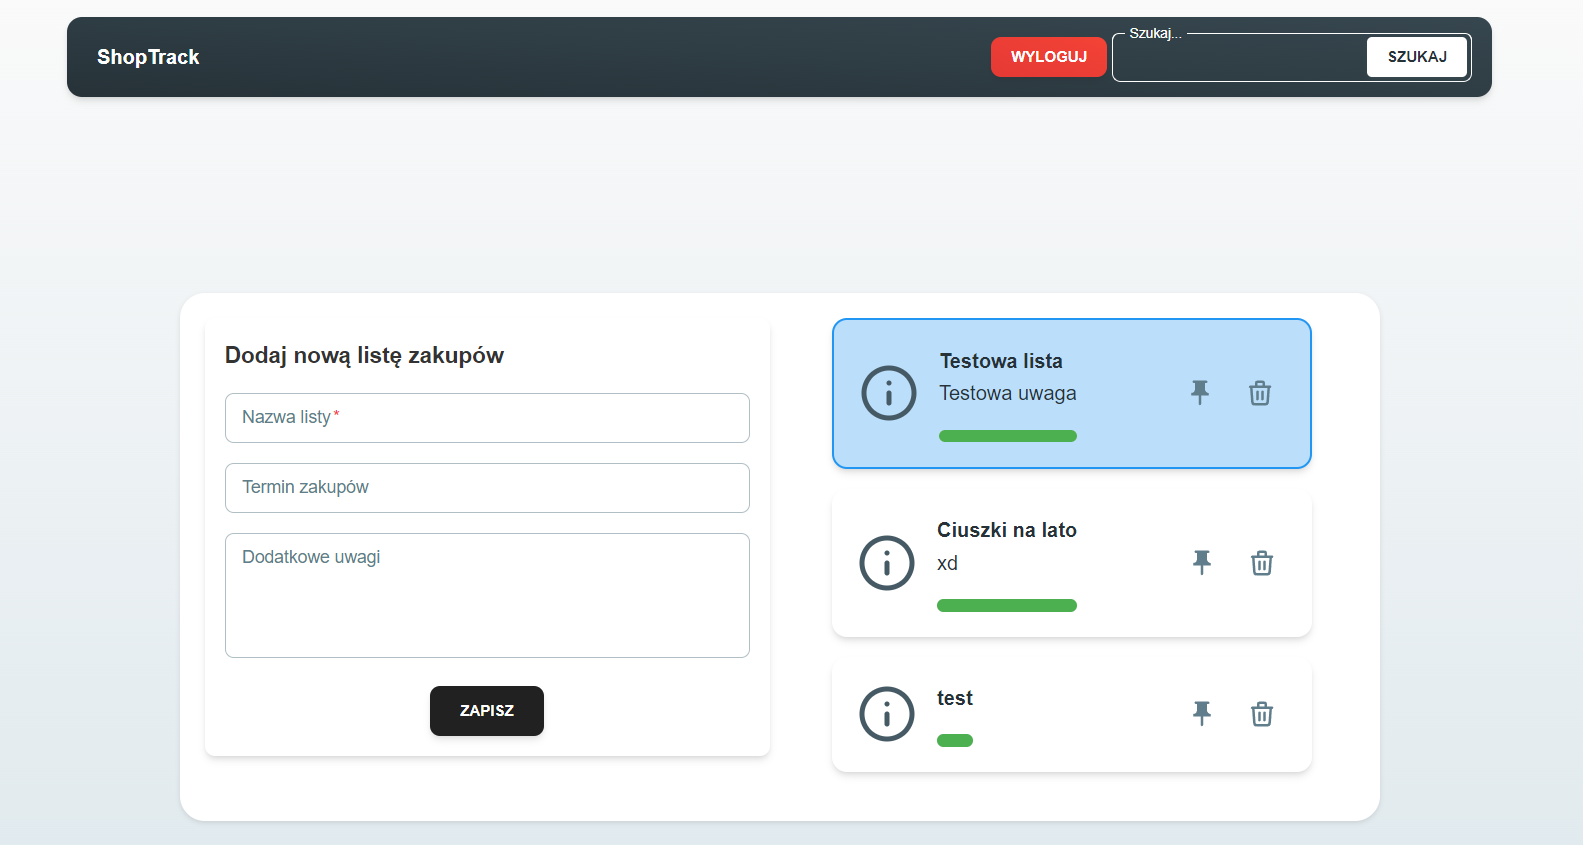 ShopTrack
WYLOGUJ
Szukaj...
SZUKAJ
Dodaj nową listę zakupów
Nazwa listy*
Termin zakupów
Dodatkowe uwagi
ZAPISZ
Testowa lista
Testowa uwaga
Ciuszki na lato
xd
test